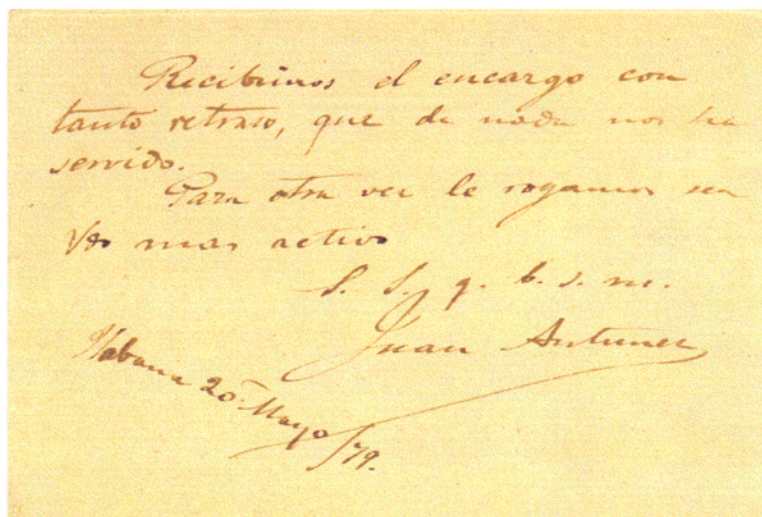 Recibimos el encargo con
tanto retraso, que de nada nos ha
servido.
Para otra vez le rogamos sea
Vd mas activo
S. S. q. b. s. m.
Juan Antunez
Habana 20 Mayo/79.